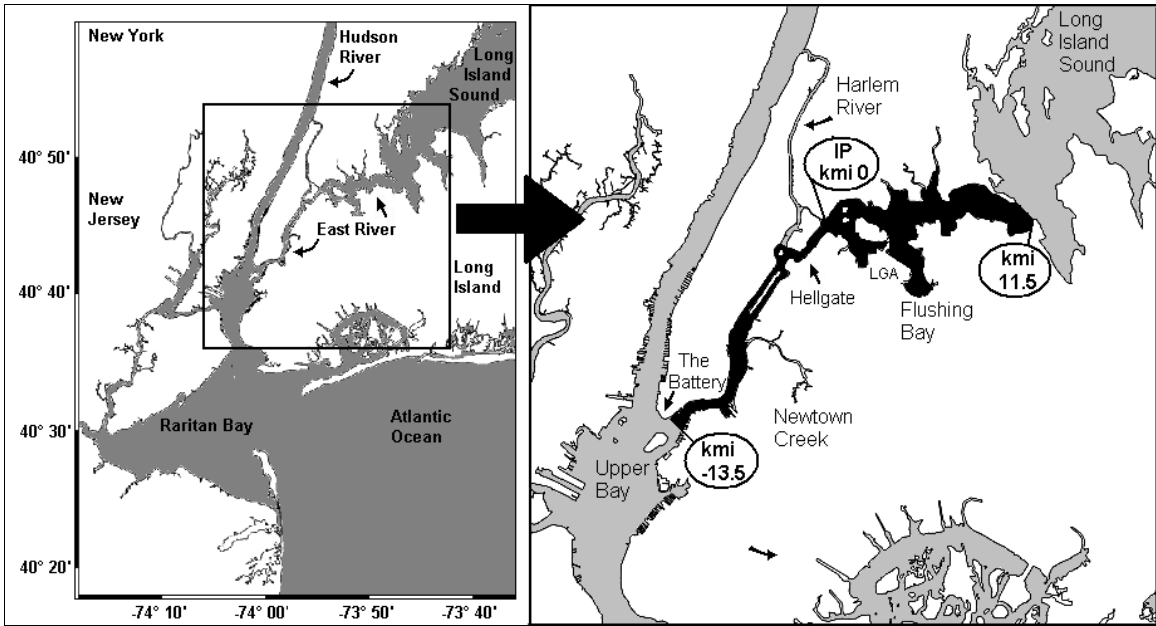 New York
Hudson
River
Long
Island
Sound
40° 50'
New
Jersey
East River
Long
Island
40° 40'
Raritan Bay
Atlantic
Ocean
40° 30'
40° 20'
-74° 10'
-74° 00'
-73° 50'
-73° 40'
Long
Island
Sound
Harlem
River
IP
kmi 0
kmi
11.5
LGA
Hellgate
Flushing
Bay
The
Battery
Newtown
Creek
kmi
-13.5
Upper
Bay